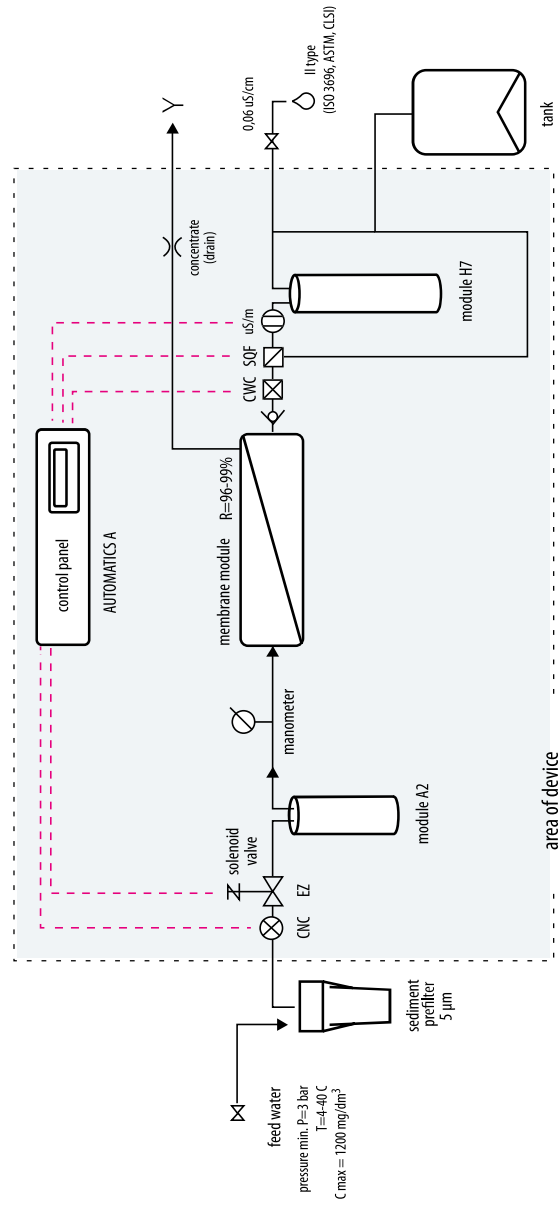 control panel
AUTOMATICS A
feed water
pressure min. P=3 bar
T=4-40 C
C max = 1200 mg/dm³
sediment
prefilter
5 µm
CNC
EZ
solenoid
valve
module A2
manometer
membrane module
R=96-99%
CWC
SQF
uS/m
concentrate
(drain)
module H7
0,06 uS/cm
II type
(ISO 3696, ASTM, CLSI)
tank
area of device